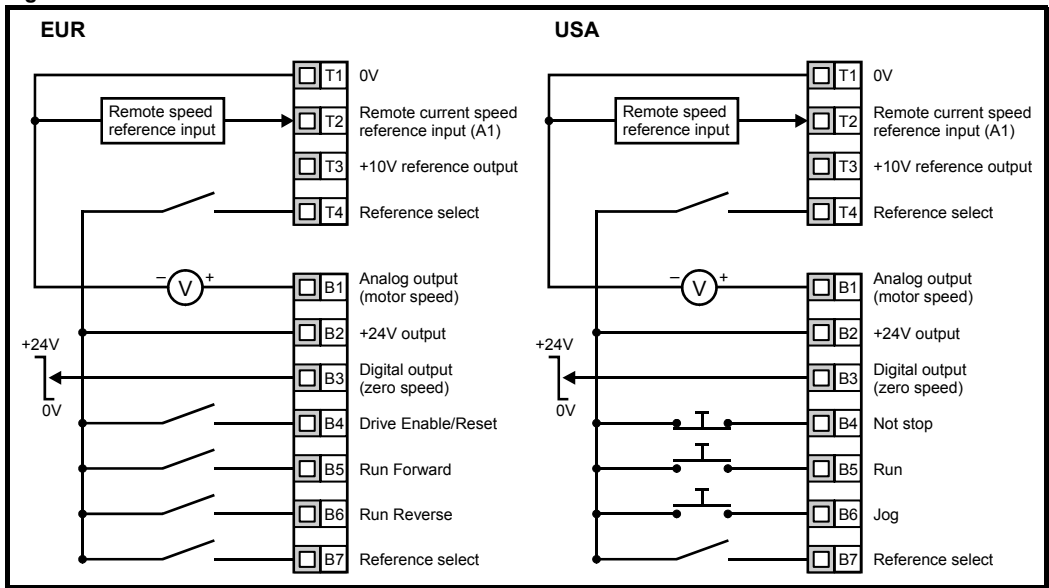 EUR
T1 0V
Remote speed
reference input
T2 Remote current speed
reference input (A1)
T3 +10V reference output
T4 Reference select
– V +
B1 Analog output
(motor speed)
B2 +24V output
+24V
0V
B3 Digital output
(zero speed)
B4 Drive Enable/Reset
B5 Run Forward
B6 Run Reverse
B7 Reference select
USA
T1 0V
Remote speed
reference input
T2 Remote current speed
reference input (A1)
T3 +10V reference output
T4 Reference select
– V +
B1 Analog output
(motor speed)
B2 +24V output
+24V
0V
B3 Digital output
(zero speed)
B4 Not stop
B5 Run
B6 Jog
B7 Reference select